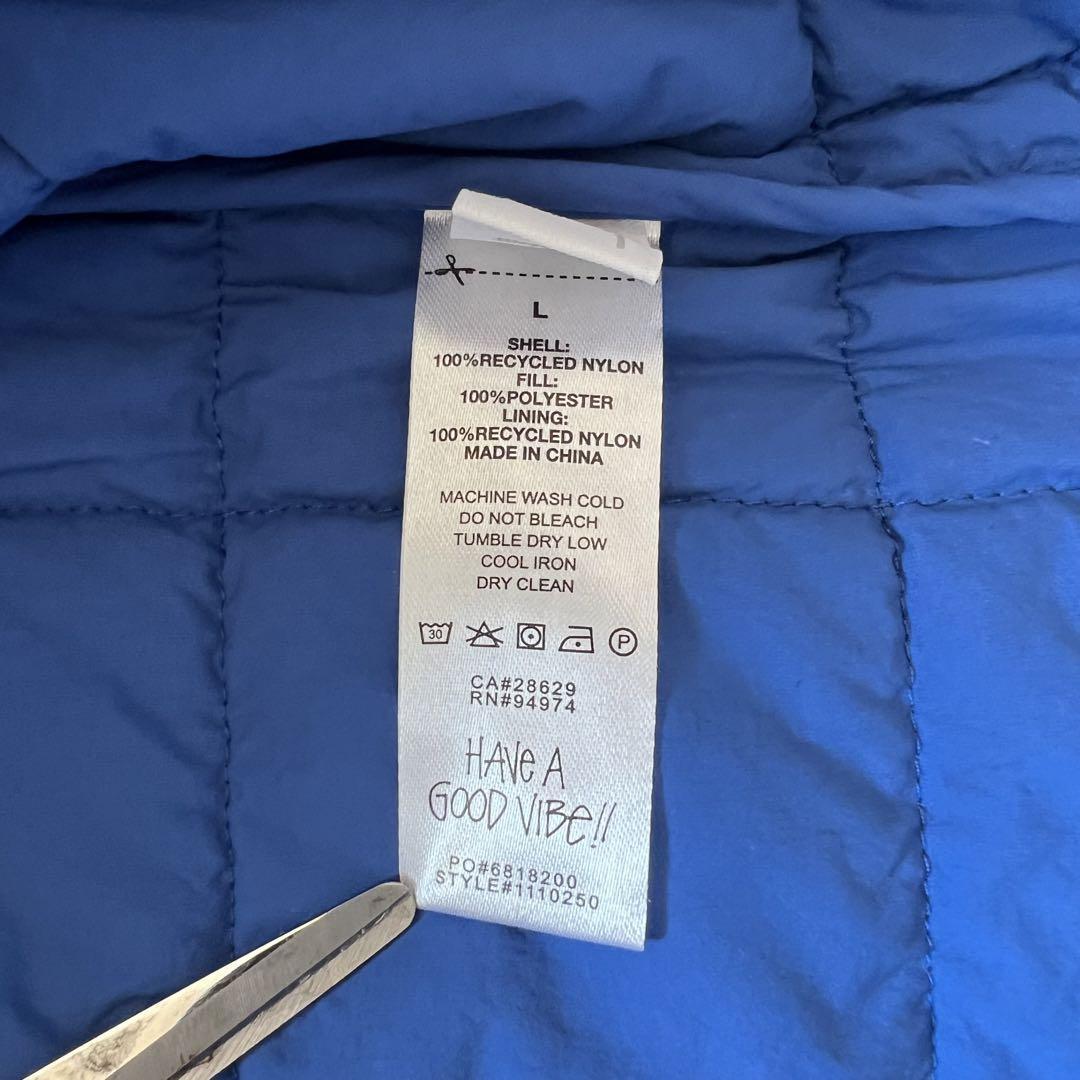 L
SHELL:
100%RECYCLED NYLON
FILL:
100%POLYESTER
LINING:
100%RECYCLED NYLON
MADE IN CHINA
MACHINE WASH COLD
DO NOT BLEACH
TUMBLE DRY LOW
COOL IRON
DRY CLEAN
30 P
CA#28629
RN#94974
HAVE A
GOOD VIBE!!
PO#6818200
STYLE#1110250